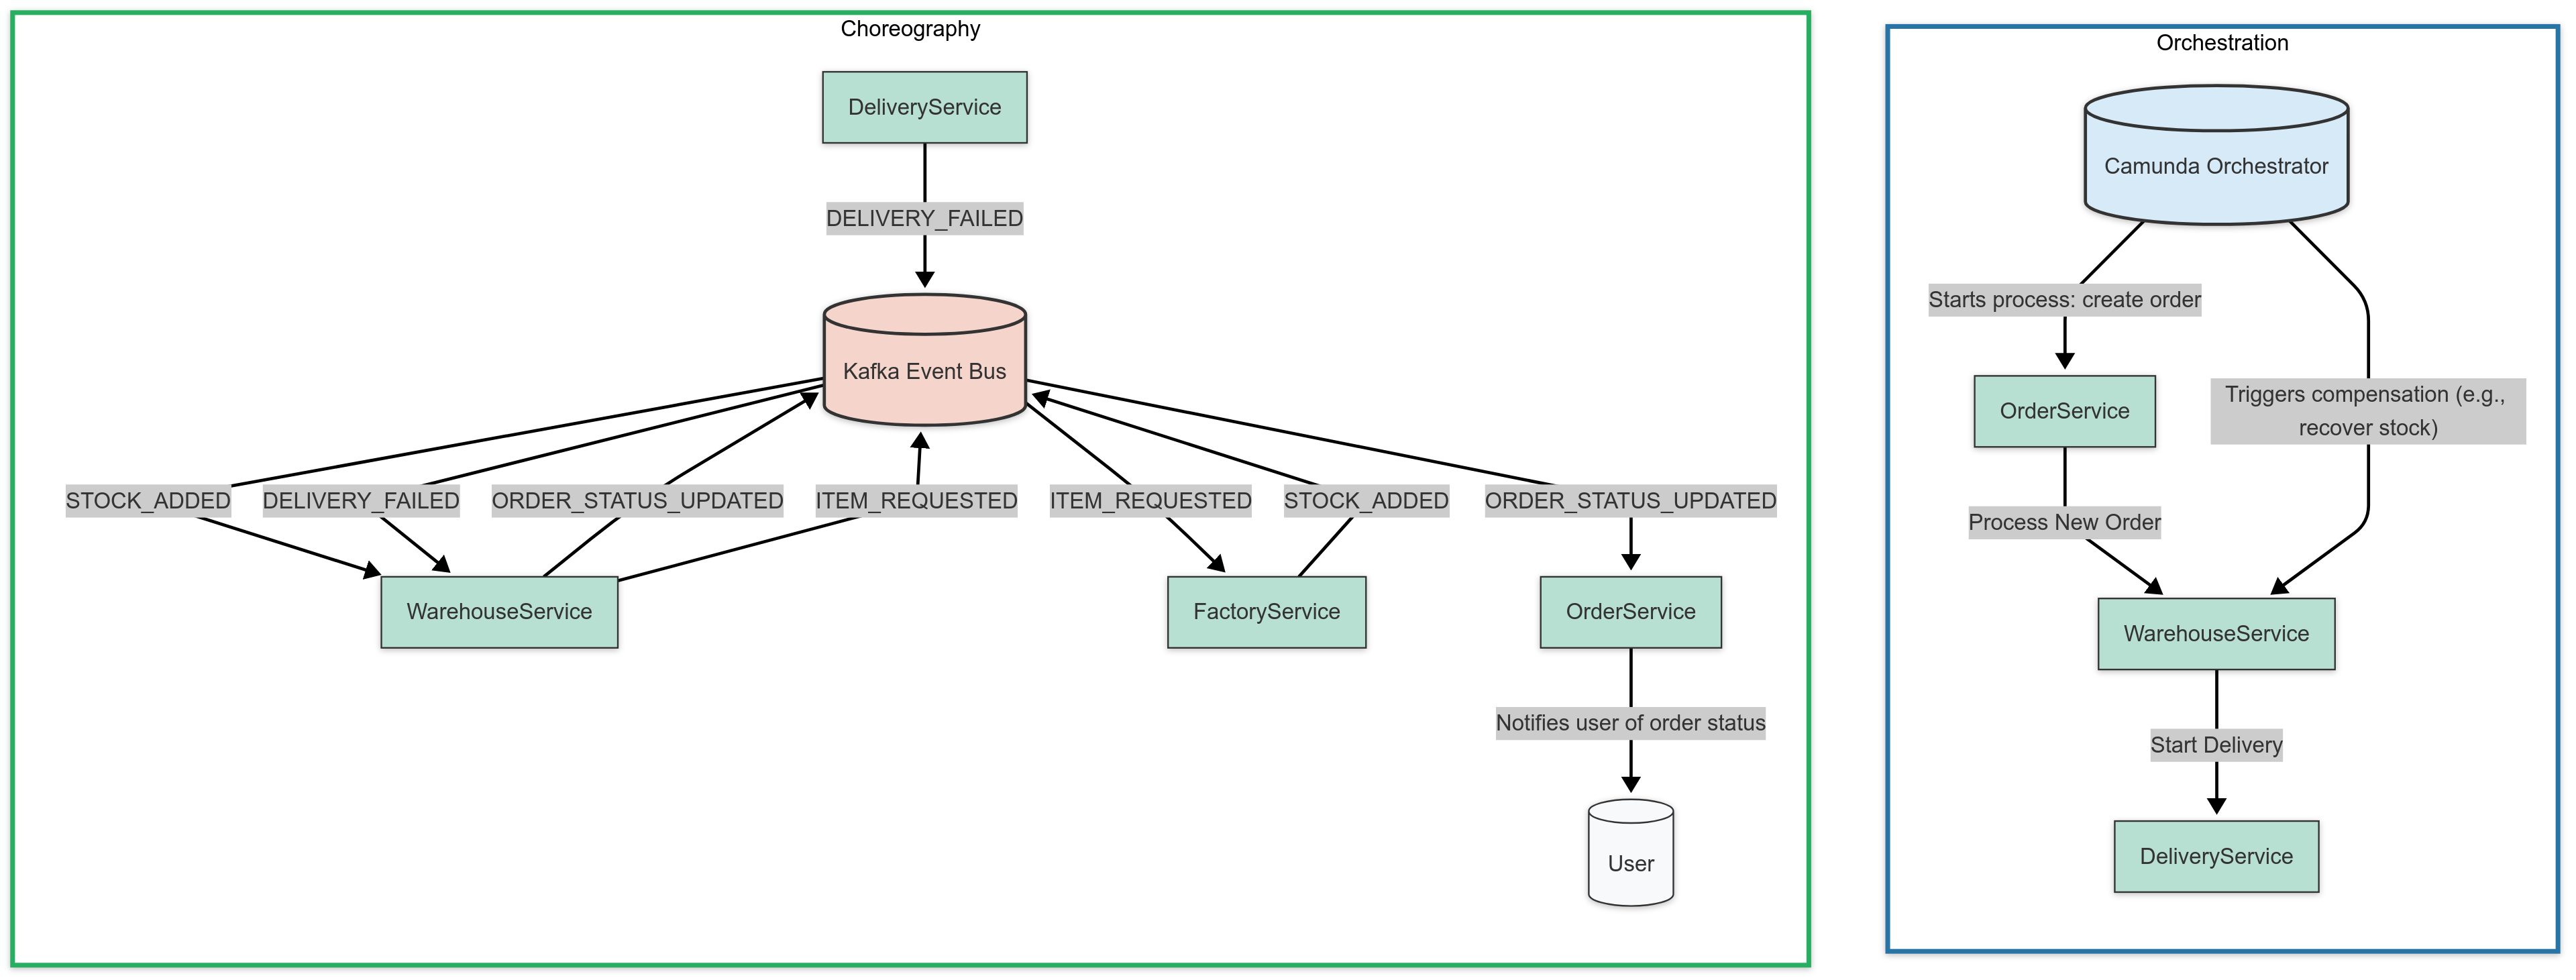 Choreography
DeliveryService
DELIVERY_FAILED
Kafka Event Bus
STOCK_ADDED
DELIVERY_FAILED
ORDER_STATUS_UPDATED
ITEM_REQUESTED
ITEM_REQUESTED
STOCK_ADDED
ORDER_STATUS_UPDATED
WarehouseService
FactoryService
OrderService
Notifies user of order status
User
Orchestration
Camunda Orchestrator
Starts process: create order
OrderService
Triggers compensation (e.g.,
recover stock)
Process New Order
WarehouseService
Start Delivery
DeliveryService